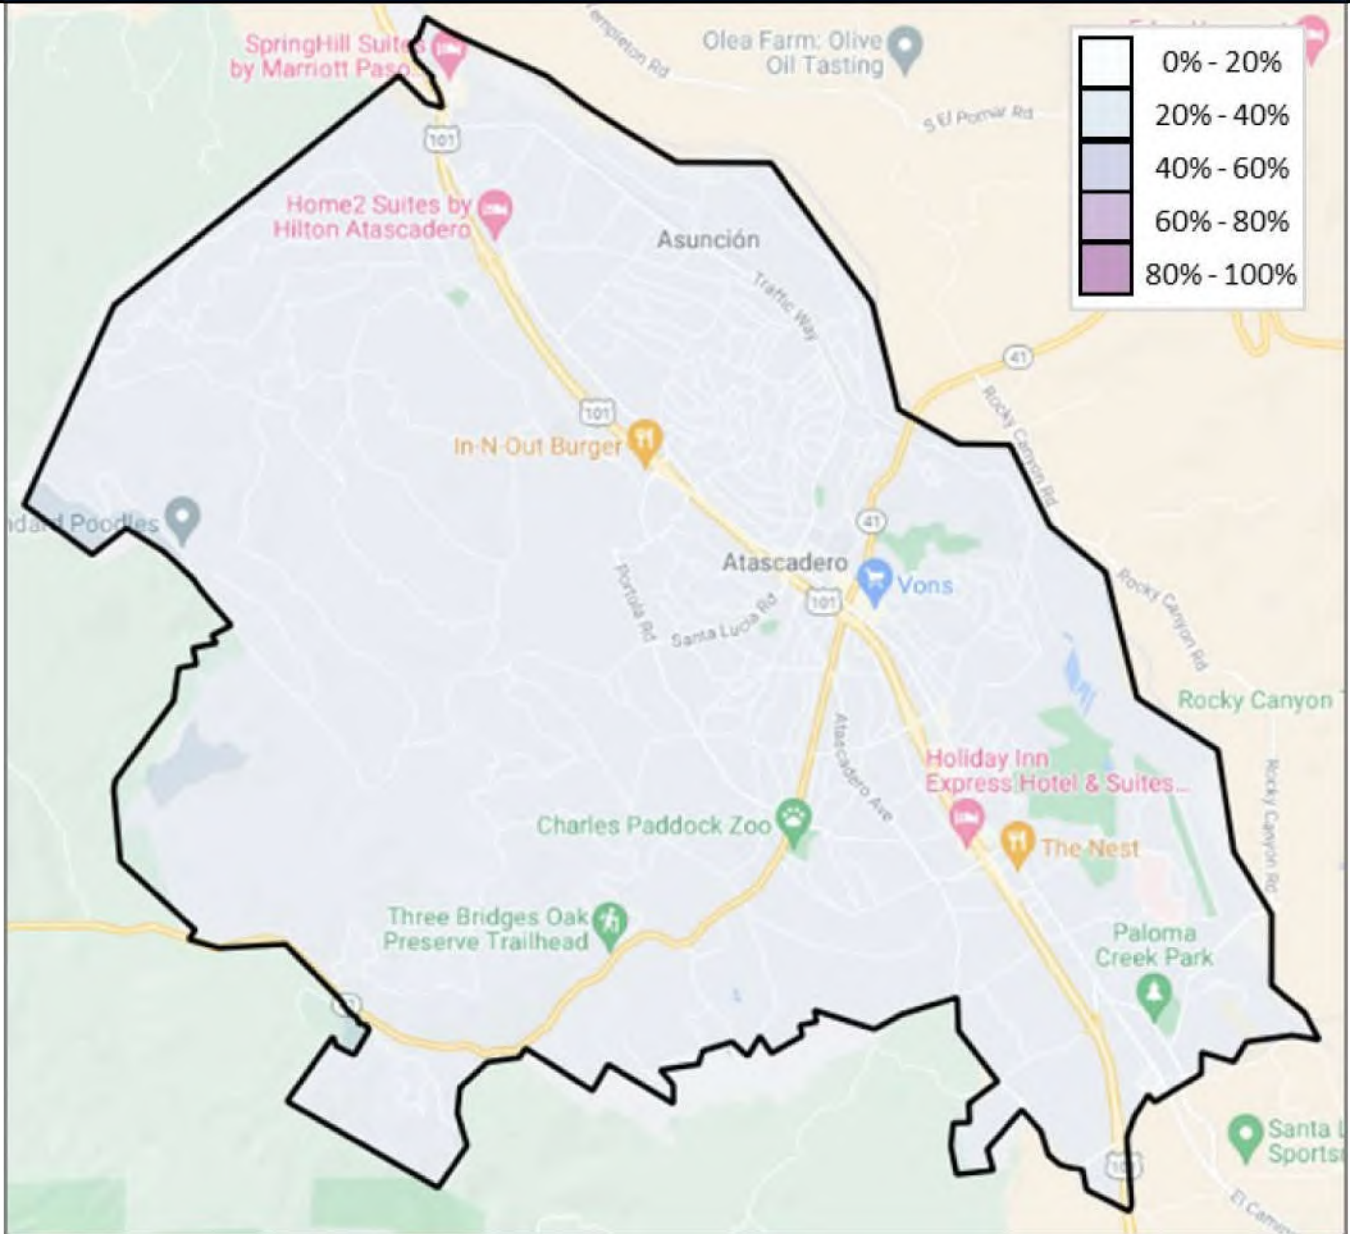 SpringHill Suites
by Marriott Paso...
Templeton Rd
Olea Farm: Olive
Oil Tasting
S El Pomar Rd
0% - 20%
20% - 40%
40% - 60%
60% - 80%
80% - 100%
101
Home2 Suites by
Hilton Atascadero
Asunción
Traffic Way
41
Rocky Canyon Rd
101
In-N-Out Burger
41
Poodles
Atascadero
Vons
101
Portola Rd
Santa Lucia Rd
Rocky Canyon Rd
Rocky Canyon
Atascadero Ave
Holiday Inn
Express Hotel & Suites...
Rocky Canyon Rd
Charles Paddock Zoo
The Nest
Three Bridges Oak
Preserve Trailhead
Paloma
Creek Park
Santa L
Sports
101
El Camin